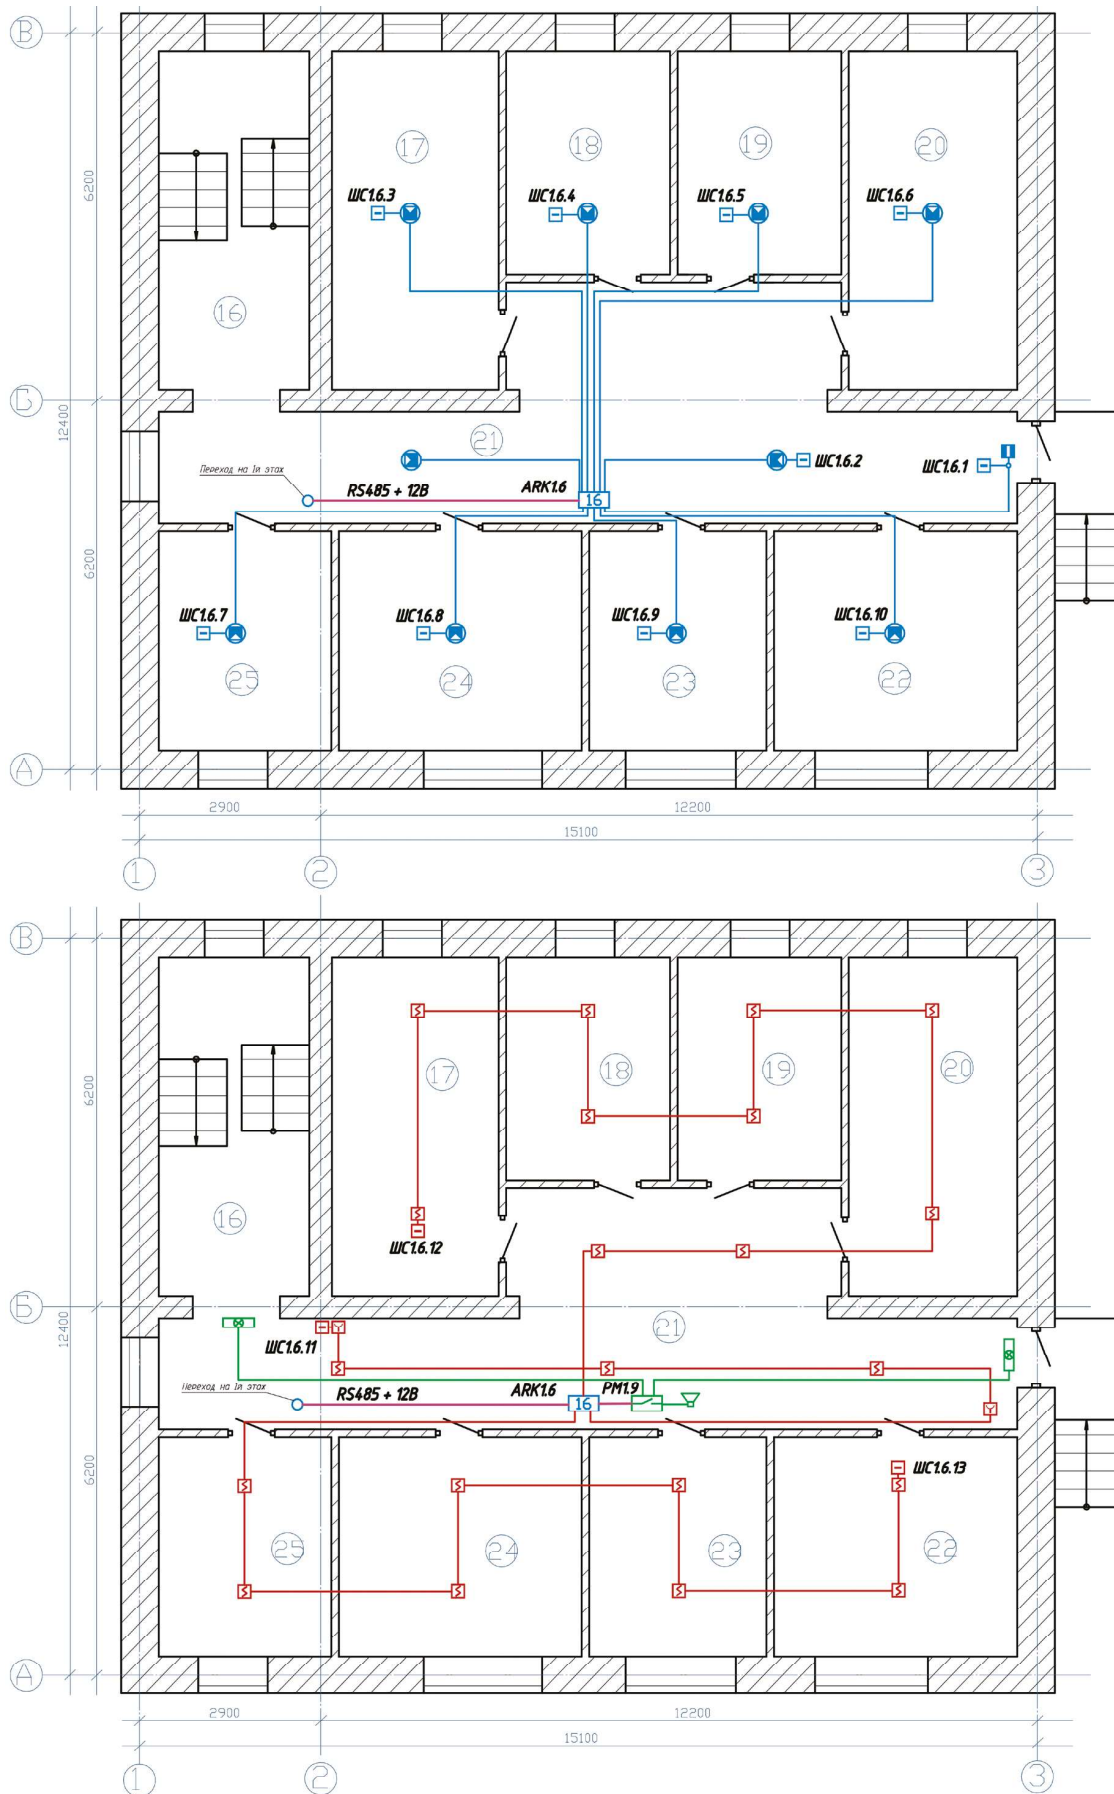 В
17
18
19
20
ШС1.6.3
ШС1.6.4
ШС1.6.5
ШС1.6.6
6200
16
Б
12400
21
ШС1.6.2
ШС1.6.1
Переход на 1й этаж
RS485 + 12В
ARK1.6
16
6200
ШС1.6.7
ШС1.6.8
ШС1.6.9
ШС1.6.10
25
24
23
22
А
2900
12200
15100
1
2
3
В
17
18
19
20
6200
16
ШС1.6.12
Б
12400
21
ШС1.6.11
Переход на 1й этаж
RS485 + 12В
ARK1.6
16
РМ1.9
6200
ШС1.6.13
25
24
23
22
А
2900
12200
15100
1
2
3